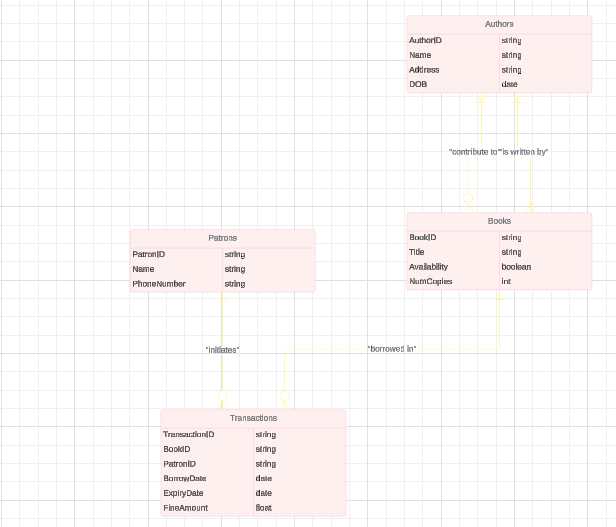 Authors
AuthorID string
Name string
Address string
DOB date
"contribute to" "is written by"
Books
BookID string
Title string
Availability boolean
NumCopies int
Patrons
PatronID string
Name string
PhoneNumber string
"initiates"
"borrowed in"
Transactions
TransactionID string
BookID string
PatronID string
BorrowDate date
ExpiryDate date
FineAmount float